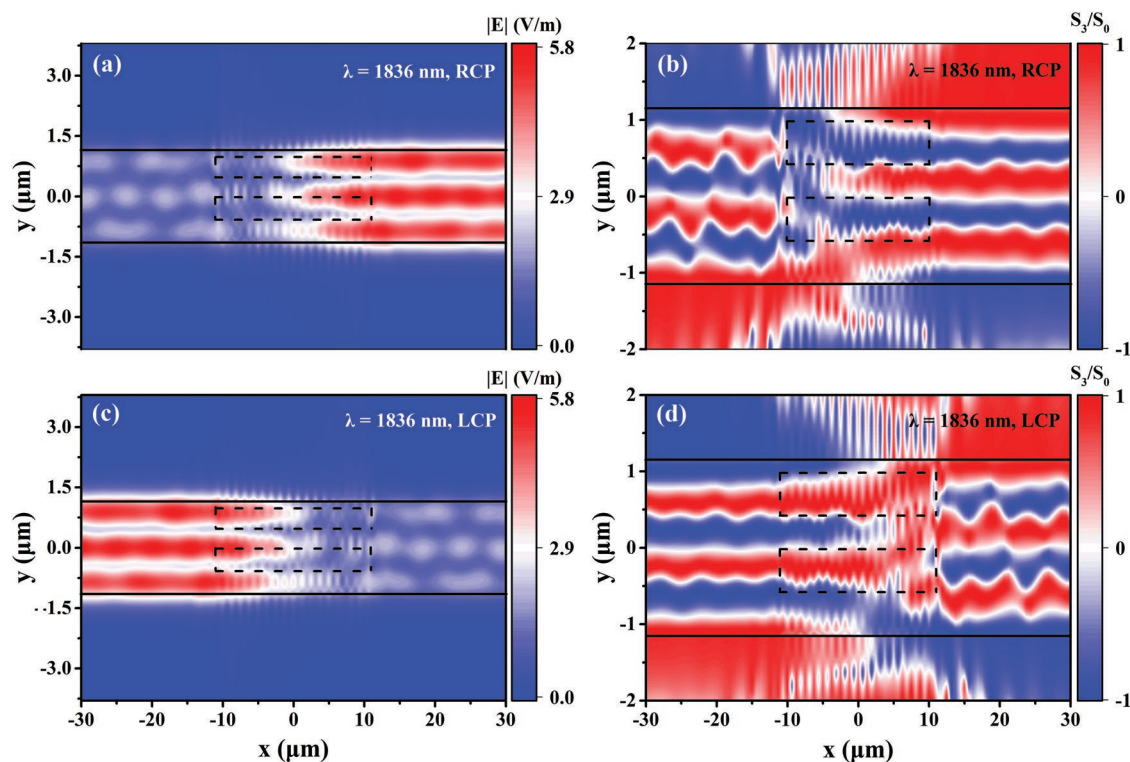 |E| (V/m)
5.8
2.9
0.0
(a)
λ = 1836 nm, RCP
3.0
1.5
0.0
-1.5
-3.0
y (μm)
S3/S0
1
0
-1
(b)
λ = 1836 nm, RCP
2
1
0
-1
-2
y (μm)
|E| (V/m)
5.8
2.9
0.0
(c)
λ = 1836 nm, LCP
3.0
1.5
0.0
-1.5
-3.0
y (μm)
-30 -20 -10 0 10 20 30
x (μm)
S3/S0
1
0
-1
(d)
λ = 1836 nm, LCP
2
1
0
-1
-2
y (μm)
-30 -20 -10 0 10 20 30
x (μm)